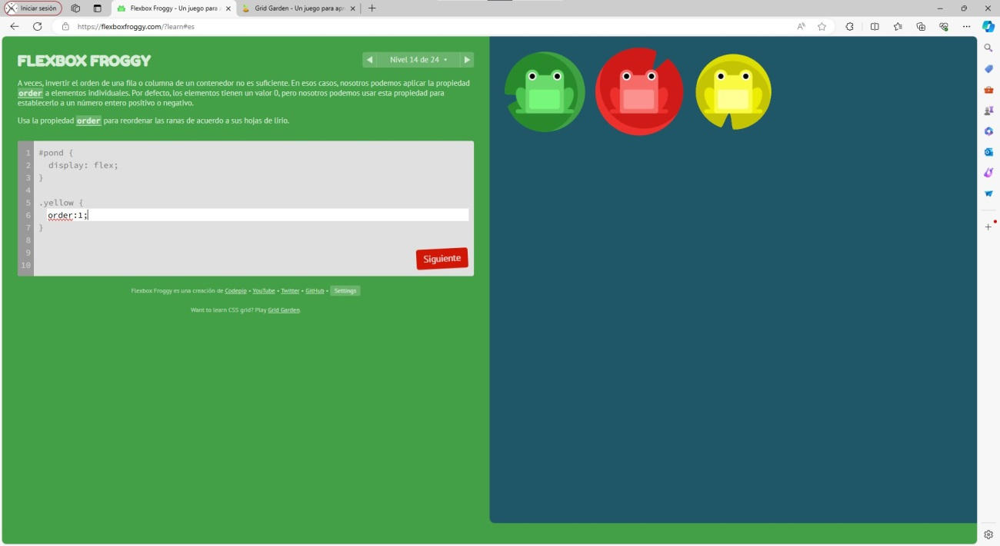 Iniciar sesión
Flexbox Froggy - Un juego para a
Grid Garden - Un juego para apr
https://flexboxfroggy.com/?learn#es
FLEXBOX FROGGY
Nivel 14 de 24
A veces, invertir el orden de una fila o columna de un contenedor no es suficiente. En esos casos, nosotros podemos aplicar la propiedad
order a elementos individuales. Por defecto, los elementos tienen un valor 0, pero nosotros podemos usar esta propiedad para
establecerlo a un número entero positivo o negativo.
Usa la propiedad order para reordenar las ranas de acuerdo a sus hojas de lirio.
1 #pond {
2 display: flex;
3 }
4
5 .yellow {
6 order:1;
7 }
8
9
10
Siguiente
Flexbox Froggy es una creación de Codepip • YouTube • Twitter • GitHub • Settings
Want to learn CSS grid? Play Grid Garden.